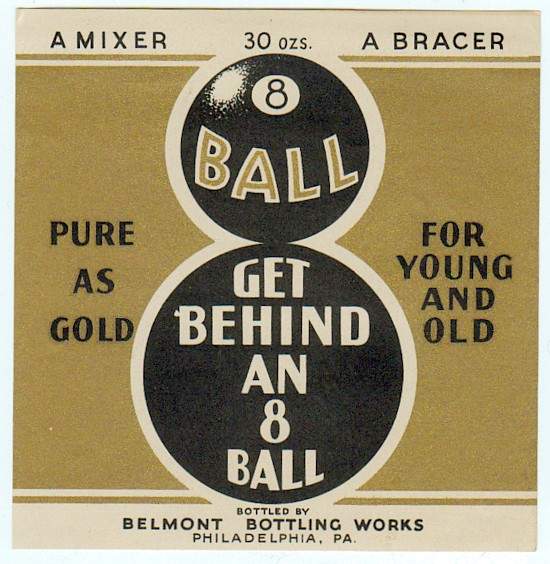 A MIXER 30 OZS. A BRACER
8
BALL
PURE
AS
GOLD
GET
BEHIND
AN
8
BALL
FOR
YOUNG
AND
OLD
BOTTLED BY
BELMONT BOTTLING WORKS
PHILADELPHIA, PA.